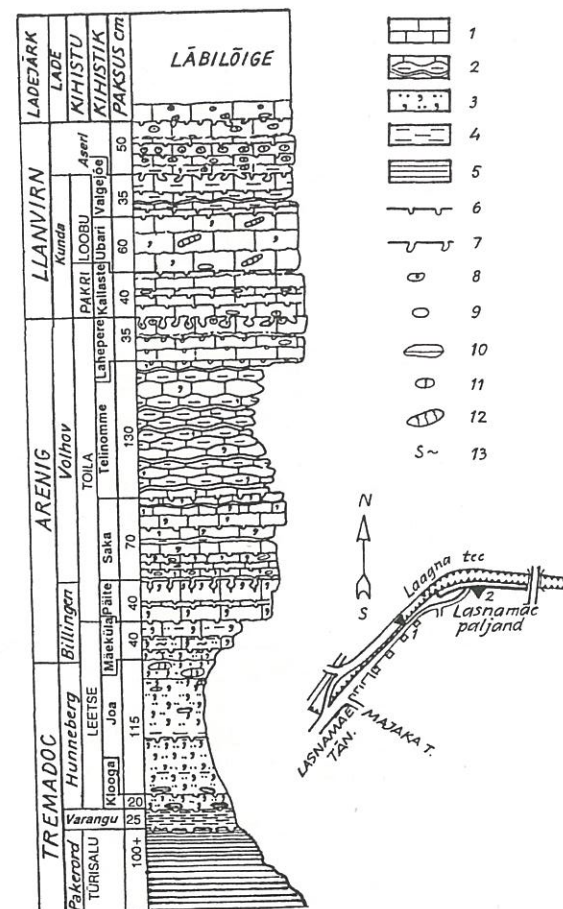 LADEJÄRK
LADE
KIHISTU
KIHISTIK
PAKSUS cm
LÄBILÕIGE
LLANVIRN
ARENIG
TREMADOC
Aseri
Kunda
Volhov
Billingen
Hunneberg
Varangu
Pakerord
PAKRI
LOOBU
TOILA
LEETSE
TÜRISALU
Valgejõe
Ubari
Kallaste
Lahepere
Telinomme
Saka
Päite
Mäeküla
Joa
Klooga
50
35
60
40
35
130
70
40
40
115
20
25
100+
1
2
3
4
5
6
7
8
9
10
11
12
S~ 13
N
S
Laagna tee
2
Lasnamäe
paljand
1
LASNAMÄE
TÄN.
MAJAKA T.